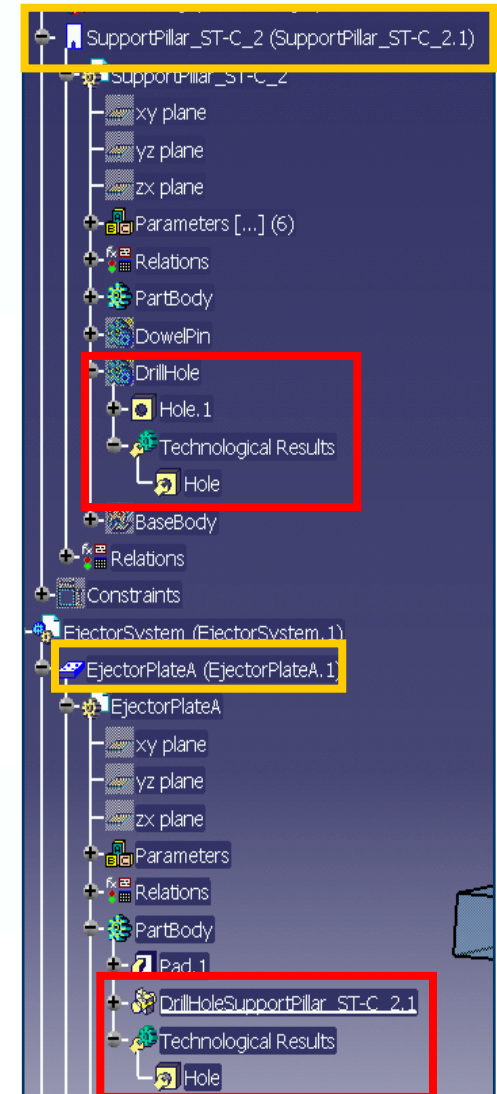 SupportPillar_ST-C_2 (SupportPillar_ST-C_2.1)
SupportPillar_ST-C_2
xy plane
yz plane
zx plane
Parameters [...] (6)
Relations
PartBody
DowelPin
DrillHole
Hole.1
Technological Results
Hole
BaseBody
Relations
Constraints
EjectorSystem (EjectorSystem.1)
EjectorPlateA (EjectorPlateA.1)
EjectorPlateA
xy plane
yz plane
zx plane
Parameters
Relations
PartBody
Pad.1
DrillHoleSupportPillar_ST-C_2.1
Technological Results
Hole